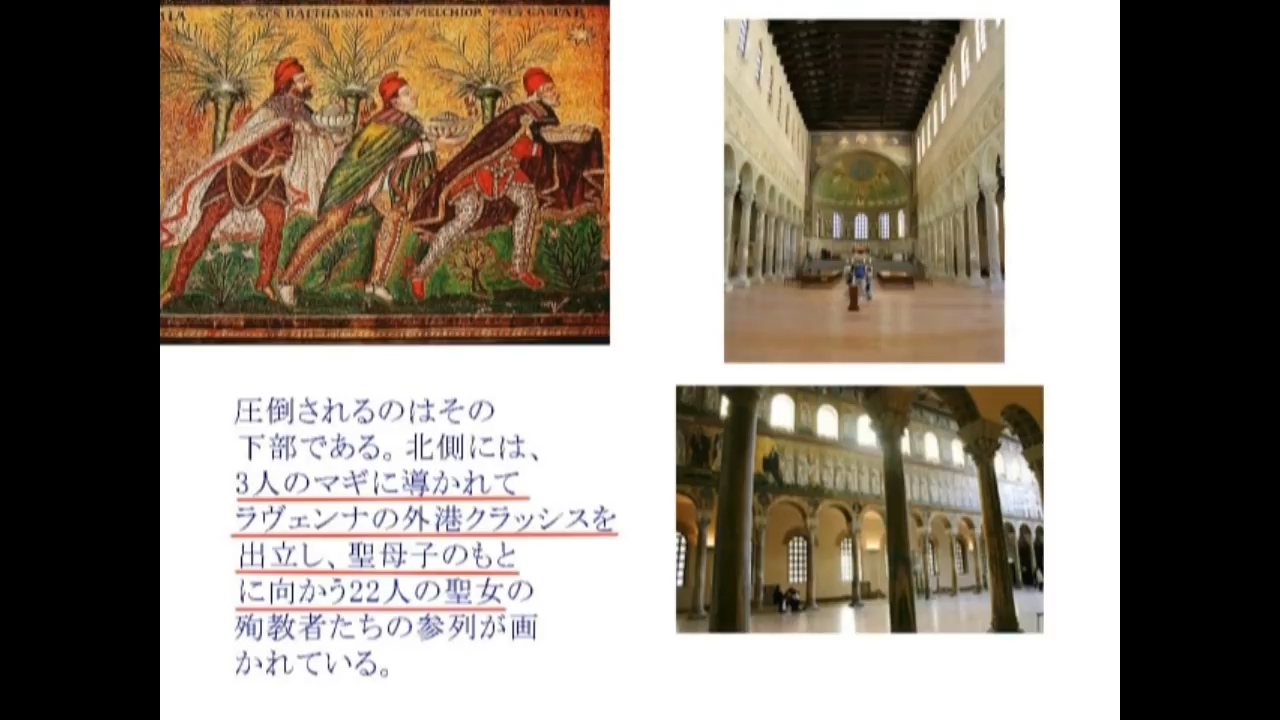 +SCS BALTHASSAR +SCS MELCHIOR +SCS GASPAR
圧倒されるのはその
下部である。北側には、
3人のマギに導かれて
ラヴェンナの外港クラッシスを
出立し、聖母子のもと
に向かう22人の聖女の
殉教者たちの参列が画
かれている。